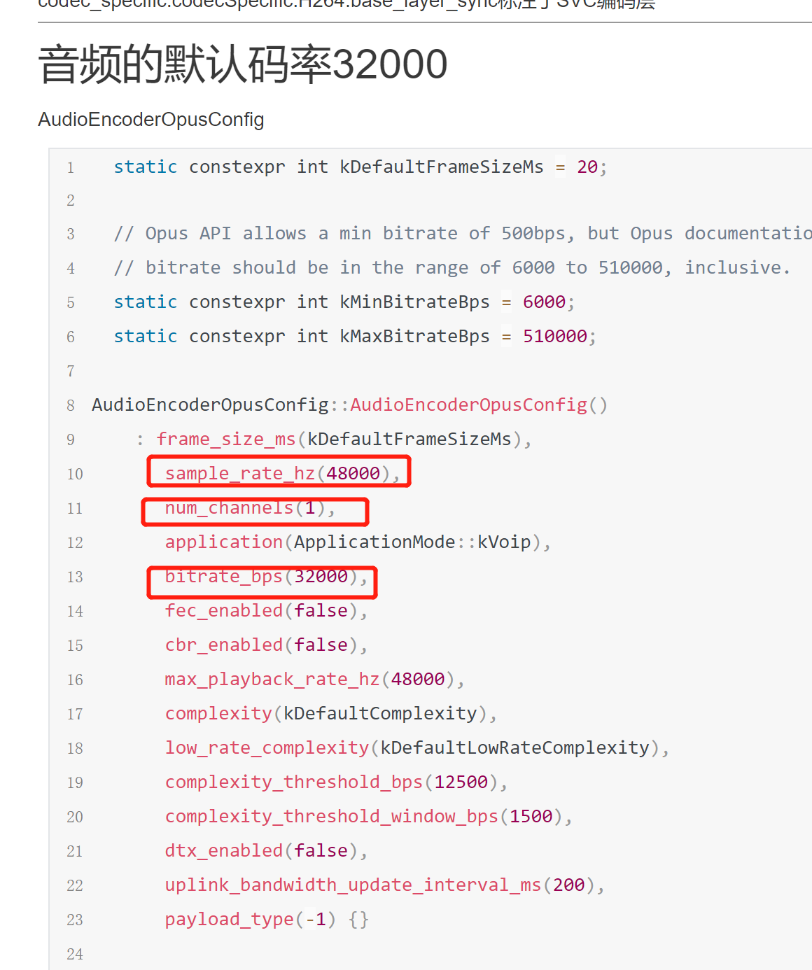 codec_specific.codecSpecific.H264.base_layer_sync标注了SVC编码层
音频的默认码率32000
AudioEncoderOpusConfig
1 static constexpr int kDefaultFrameSizeMs = 20;
2
3 // Opus API allows a min bitrate of 500bps, but Opus documentatio
4 // bitrate should be in the range of 6000 to 510000, inclusive.
5 static constexpr int kMinBitrateBps = 6000;
6 static constexpr int kMaxBitrateBps = 510000;
7
8 AudioEncoderOpusConfig::AudioEncoderOpusConfig()
9 : frame_size_ms(kDefaultFrameSizeMs),
10 sample_rate_hz(48000),
11 num_channels(1),
12 application(ApplicationMode::kVoip),
13 bitrate_bps(32000),
14 fec_enabled(false),
15 cbr_enabled(false),
16 max_playback_rate_hz(48000),
17 complexity(kDefaultComplexity),
18 low_rate_complexity(kDefaultLowRateComplexity),
19 complexity_threshold_bps(12500),
20 complexity_threshold_window_bps(1500),
21 dtx_enabled(false),
22 uplink_bandwidth_update_interval_ms(200),
23 payload_type(-1) {}
24